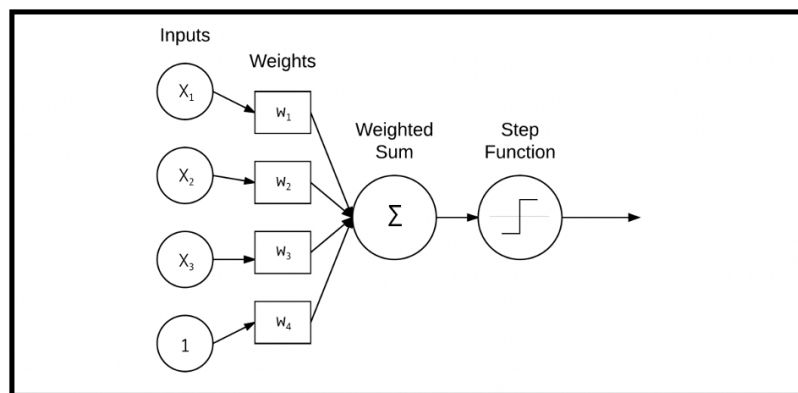 Inputs
Weights
X₁
w₁
Weighted
Sum
Step
Function
X₂
w₂
Σ
X₃
w₃
1
w₄